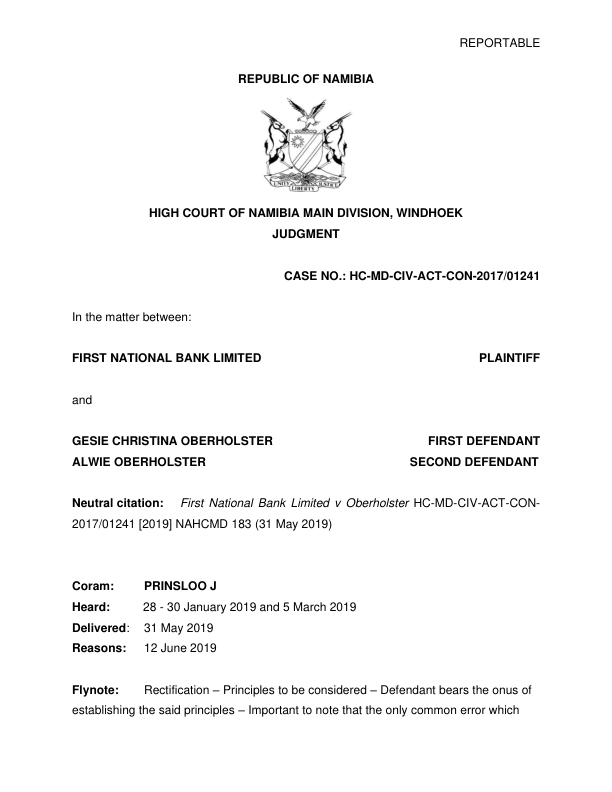 REPORTABLE
REPUBLIC OF NAMIBIA
UNITY LIBERTY JUSTICE
HIGH COURT OF NAMIBIA MAIN DIVISION, WINDHOEK
JUDGMENT
CASE NO.: HC-MD-CIV-ACT-CON-2017/01241
In the matter between:
FIRST NATIONAL BANK LIMITED PLAINTIFF
and
GESIE CHRISTINA OBERHOLSTER FIRST DEFENDANT
ALWIE OBERHOLSTER SECOND DEFENDANT
Neutral citation: First National Bank Limited v Oberholster HC-MD-CIV-ACT-CON-
2017/01241 [2019] NAHCMD 183 (31 May 2019)
Coram: PRINSLOO J
Heard: 28 - 30 January 2019 and 5 March 2019
Delivered: 31 May 2019
Reasons: 12 June 2019
Flynote: Rectification – Principles to be considered – Defendant bears the onus of
establishing the said principles – Important to note that the only common error which